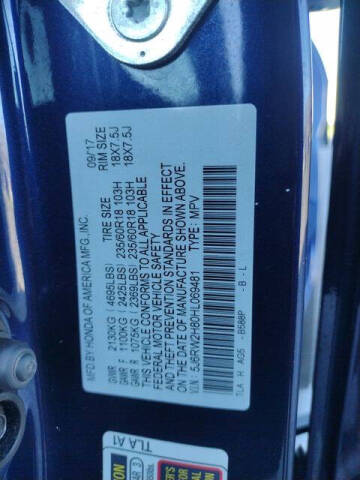 MFD.BY HONDA OF AMERICA MFG.,INC. 09/17
GVWR 2130KG (4695LBS) TIRE SIZE RIM SIZE
GAWR F 1100KG (2425LBS) 235/60R18 103H 18X7.5J
GAWR R 1075KG (2369LBS) 235/60R18 103H 18X7.5J
THIS VEHICLE CONFORMS TO ALL APPLICABLE
FEDERAL MOTOR VEHICLE SAFETY
AND THEFT PREVENTION STANDARDS IN EFFECT
ON THE DATE OF MANUFACTURE SHOWN ABOVE.
V.I.N.: 5J6RW2H80HL069481 TYPE: MPV
TLA H AG5 - B588P - B - L
TLA A1